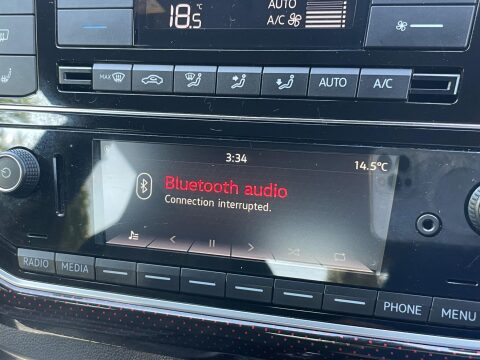 18.5 °C
AUTO
A/C
MAX
AUTO
A/C
3:34
14.5°C
Bluetooth audio
Connection interrupted.
RADIO
MEDIA
PHONE
MENU